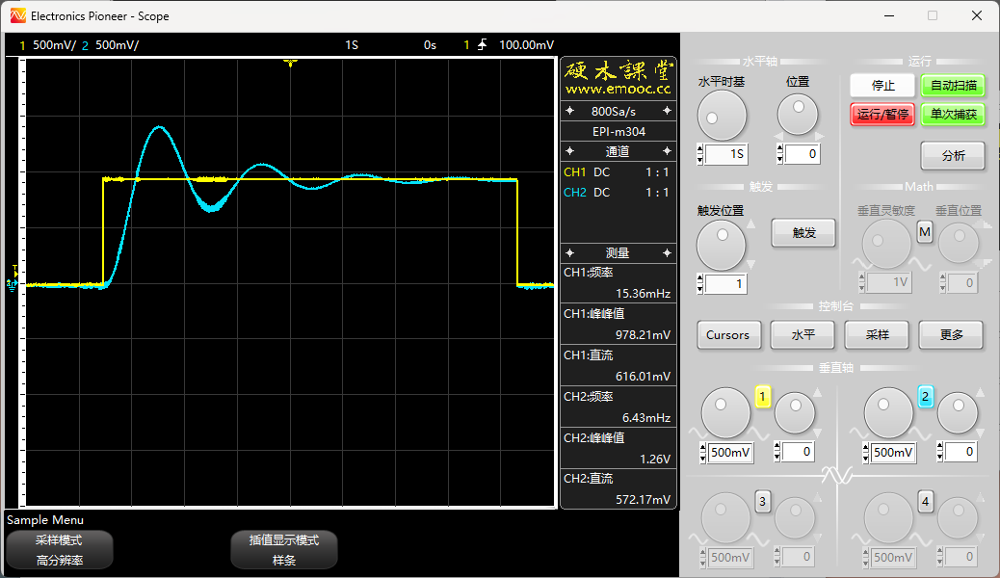 Electronics Pioneer - Scope
1 500mV/ 2 500mV/ 1S 0s 1 100.00mV
硬木課堂
www.emooc.cc
800Sa/s
EPI-m304
通道
CH1 DC 1 : 1
CH2 DC 1 : 1
测量
CH1:频率
15.36mHz
CH1:峰峰值
978.21mV
CH1:直流
616.01mV
CH2:频率
6.43mHz
CH2:峰峰值
1.26V
CH2:直流
572.17mV
T
Sample Menu
采样模式
高分辨率
插值显示模式
样条
水平轴
水平时基 位置
1S 0
运行
停止 自动扫描
运行/暂停 单次捕获
分析
触发
触发位置
触发
1
Math
垂直灵敏度 垂直位置
M
1V 0
控制台
Cursors 水平 采样 更多
垂直轴
1 2
500mV 0 500mV 0
3 4
500mV 0 500mV 0